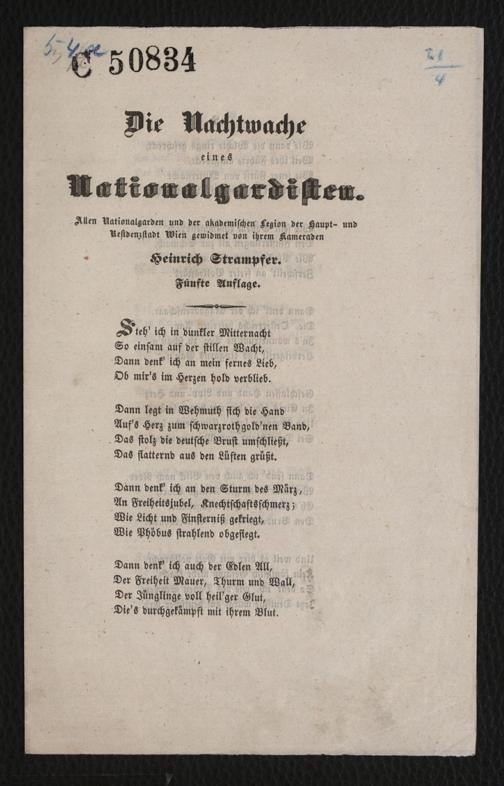 C 50834
Die Nachtwache
eines
Nationalgardisten.
Allen Nationalgarden und der akademischen Legion der Haupt- und
Residenzstadt Wien gewidmet von ihrem Kameraden
Heinrich Strampfer.
Fünfte Auflage.
Steh' ich in dunkler Mitternacht
So einsam auf der stillen Wacht,
Dann denk' ich an mein fernes Lieb,
Ob mir's im Herzen hold verblieb.
Dann legt in Wehmuth sich die Hand
Auf's Herz zum schwarzrothgold'nen Band,
Das stolz die deutsche Brust umschließt,
Das flatternd aus den Lüften grüßt.
Dann denk' ich an den Sturm des März,
An Freiheitsjubel, Knechtschaftsschmerz;
Wie Licht und Finsterniß gekriegt,
Wie Phöbus strahlend obgesiegt.
Dann denk' ich auch der Edlen All,
Der Freiheit Mauer, Thurm und Wall,
Der Jünglinge voll heil'ger Glut,
Die's durchgekämpft mit ihrem Blut.